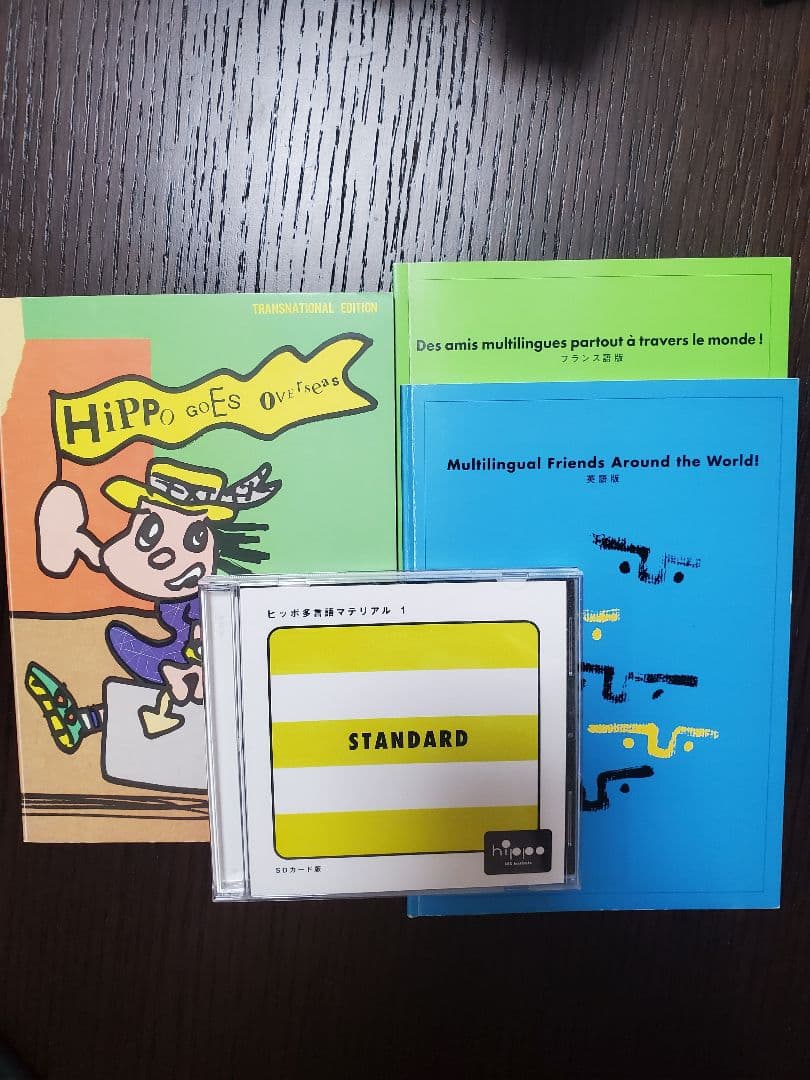 TRANSNATIONAL EDITION
HiPPO GOES OVERSEAS
Des amis multilingues partout à travers le monde !
フランス語版
Multilingual Friends Around the World!
英語版
ヒッポ多言語マテリアル 1
STANDARD
hippo
SDカード版